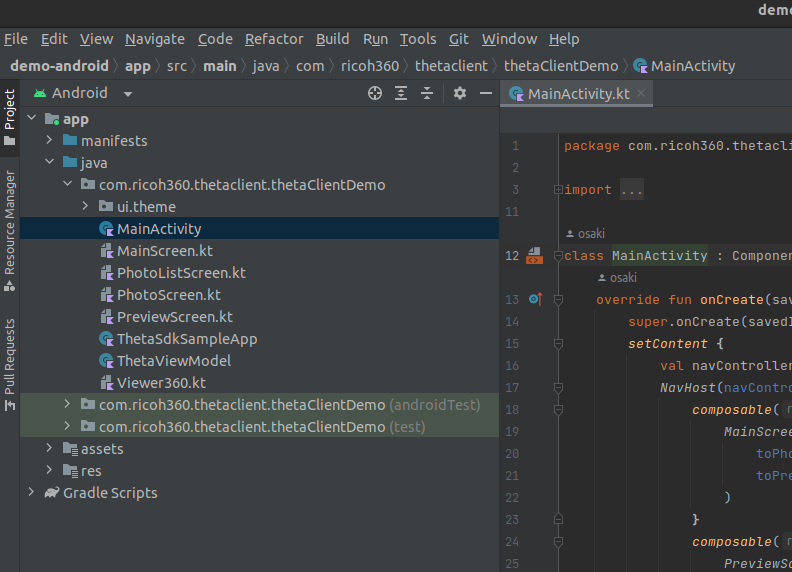 demo
File Edit View Navigate Code Refactor Build Run Tools Git Window Help
demo-android 〉 app 〉 src 〉 main 〉 java 〉 com 〉 ricoh360 〉 thetaclient 〉 thetaClientDemo 〉 MainActivity
Project
Resource Manager
Pull Requests
Android
app
manifests
java
com.ricoh360.thetaclient.thetaClientDemo
ui.theme
MainActivity
MainScreen.kt
PhotoListScreen.kt
PhotoScreen.kt
PreviewScreen.kt
ThetaSdkSampleApp
ThetaViewModel
Viewer360.kt
com.ricoh360.thetaclient.thetaClientDemo (androidTest)
com.ricoh360.thetaclient.thetaClientDemo (test)
assets
res
Gradle Scripts
MainActivity.kt
1 package com.ricoh360.thetacli
2
3 import ...
11
osaki
12 class MainActivity : Componen
osaki
13 override fun onCreate(sav
14 super.onCreate(savedI
15 setContent {
16 val navController
17 NavHost(navContro
18 composable(
19 MainScree
20 toPho
21 toPre
22 )
23 }
24 composable(
25 PreviewSc